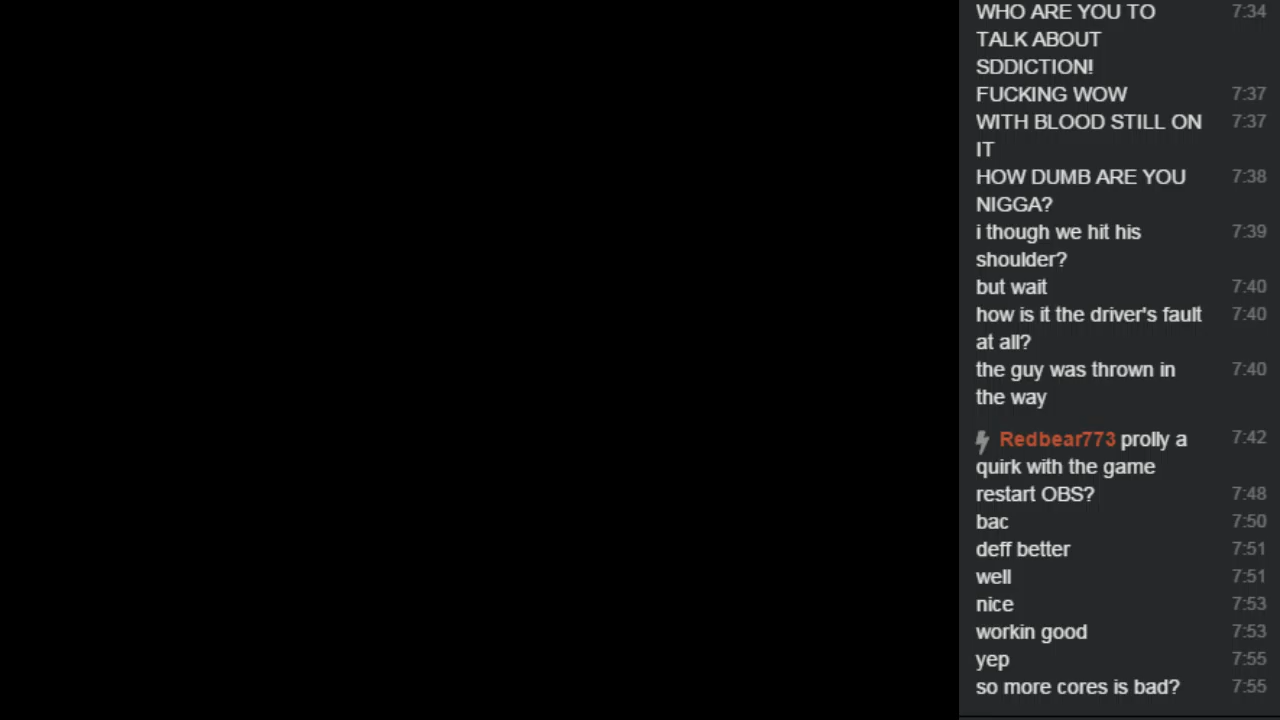 WHO ARE YOU TO 7:34
TALK ABOUT
SDDICTION!
FUCKING WOW 7:37
WITH BLOOD STILL ON 7:37
IT
HOW DUMB ARE YOU 7:38
NIGGA?
i though we hit his 7:39
shoulder?
but wait 7:40
how is it the driver's fault 7:40
at all?
the guy was thrown in 7:40
the way
Redbear773 prolly a 7:42
quirk with the game
restart OBS? 7:48
bac 7:50
deff better 7:51
well 7:51
nice 7:53
workin good 7:53
yep 7:55
so more cores is bad? 7:55